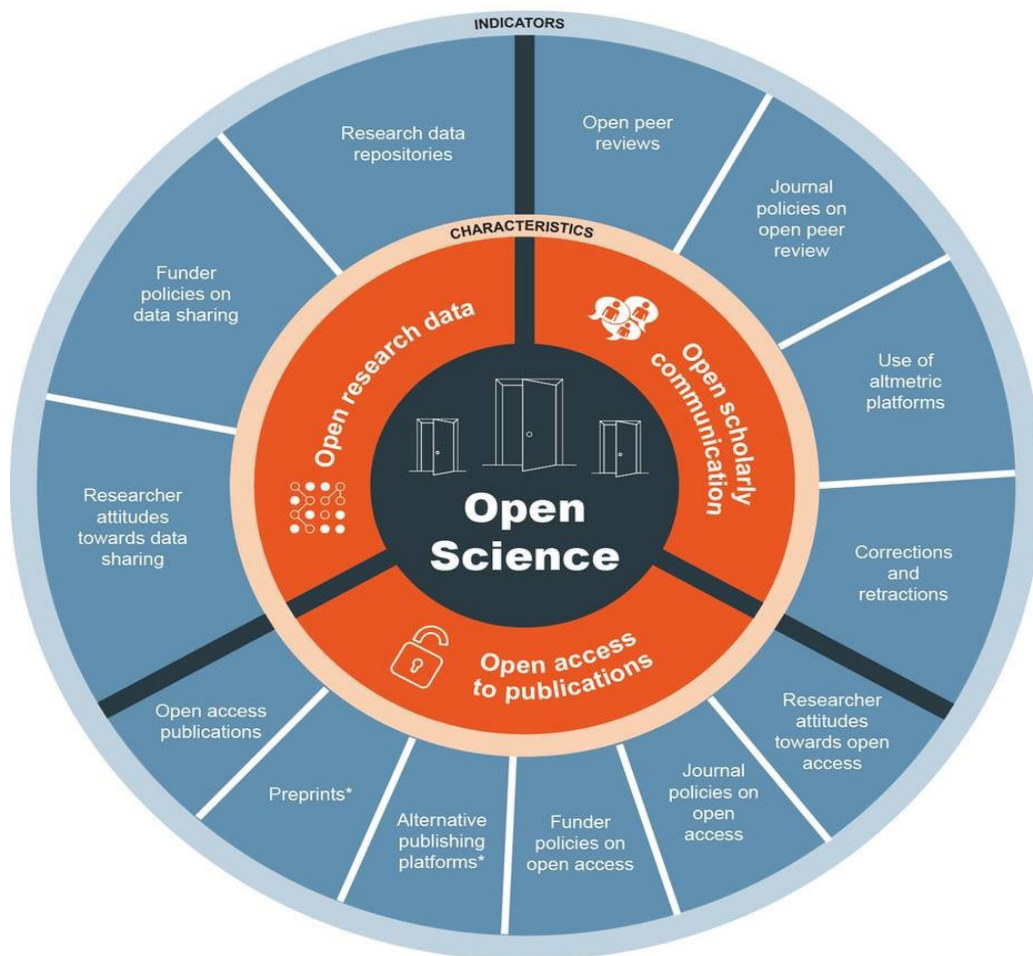 INDICATORS
Research data
repositories
Open peer
reviews
Journal
policies on
open peer
review
Funder
policies on
data sharing
CHARACTERISTICS
Open research data
Open scholarly
communication
Use of
altmetric
platforms
Researcher
attitudes
towards data
sharing
Open
Science
Corrections
and
retractions
Open access
to publications
Open access
publications
Preprints*
Alternative
publishing
platforms*
Funder
policies on
open access
Journal
policies on
open
access
Researcher
attitudes
towards open
access